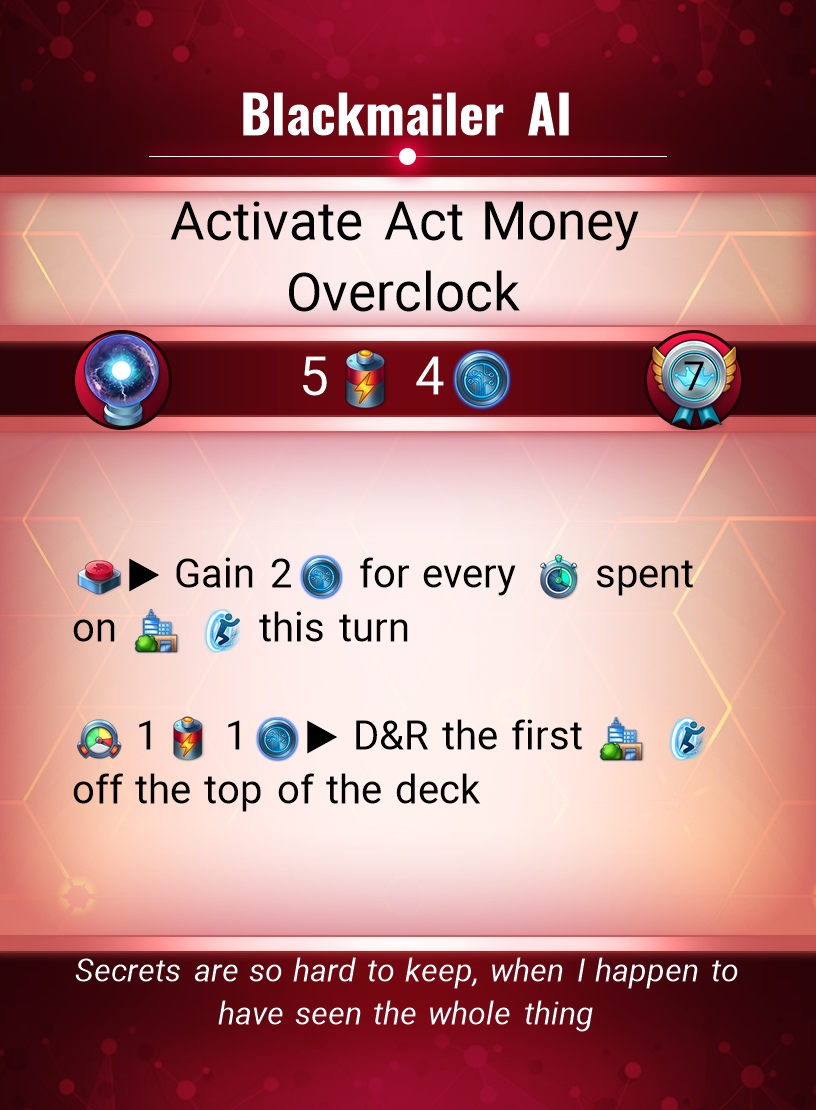 Blackmailer AI
Activate Act Money
Overclock
5 4 7
▶ Gain 2 for every spent
on this turn
1 1 ▶ D&R the first
off the top of the deck
Secrets are so hard to keep, when I happen to
have seen the whole thing